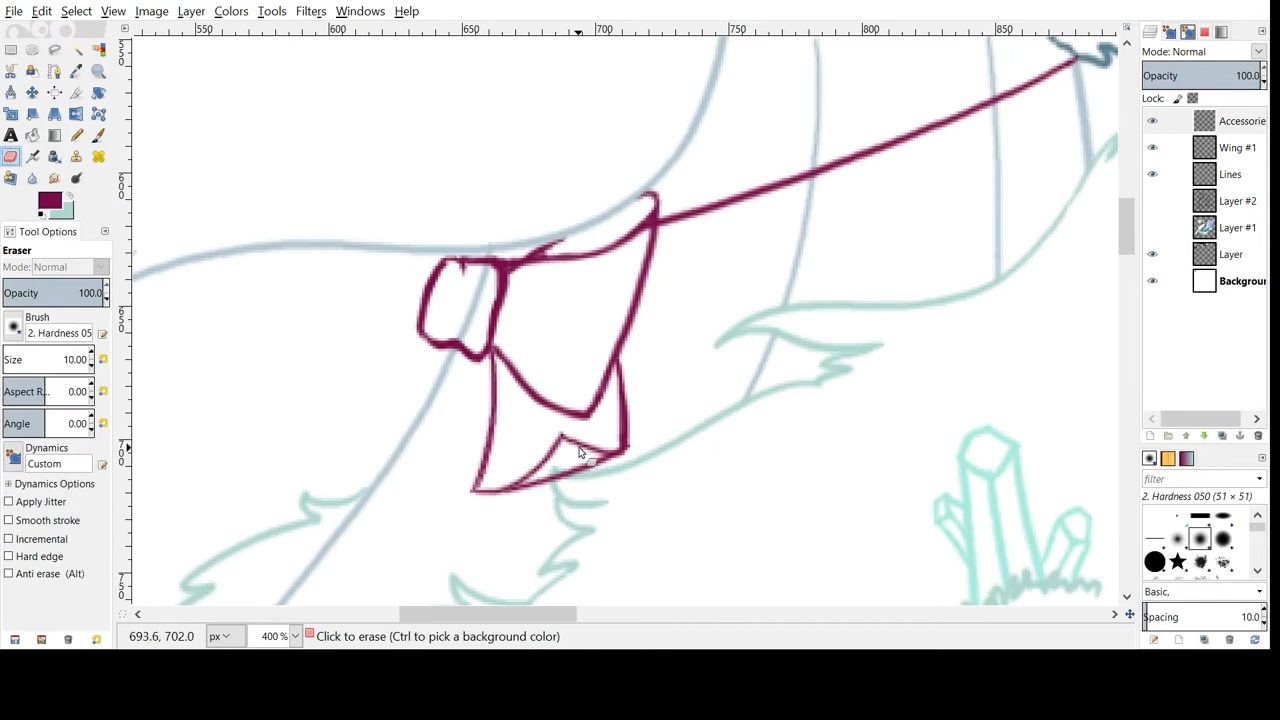 File Edit Select View Image Layer Colors Tools Filters Windows Help
550 600 650 700 750 800 850
Mode: Normal
Opacity 100.0
Lock:
Accessorie
Wing #1
Lines
Layer #2
Layer #1
Layer
Backgrour
Tool Options
Eraser
Mode: Normal
Opacity 100.0
Brush
2. Hardness 05
Size 10.00
Aspect R... 0.00
Angle 0.00
Dynamics
Custom
Dynamics Options
Apply Jitter
Smooth stroke
Incremental
Hard edge
Anti erase (Alt)
filter
2. Hardness 050 (51 × 51)
Basic,
Spacing 10.0
693.6, 702.0 px 400 % Click to erase (Ctrl to pick a background color)